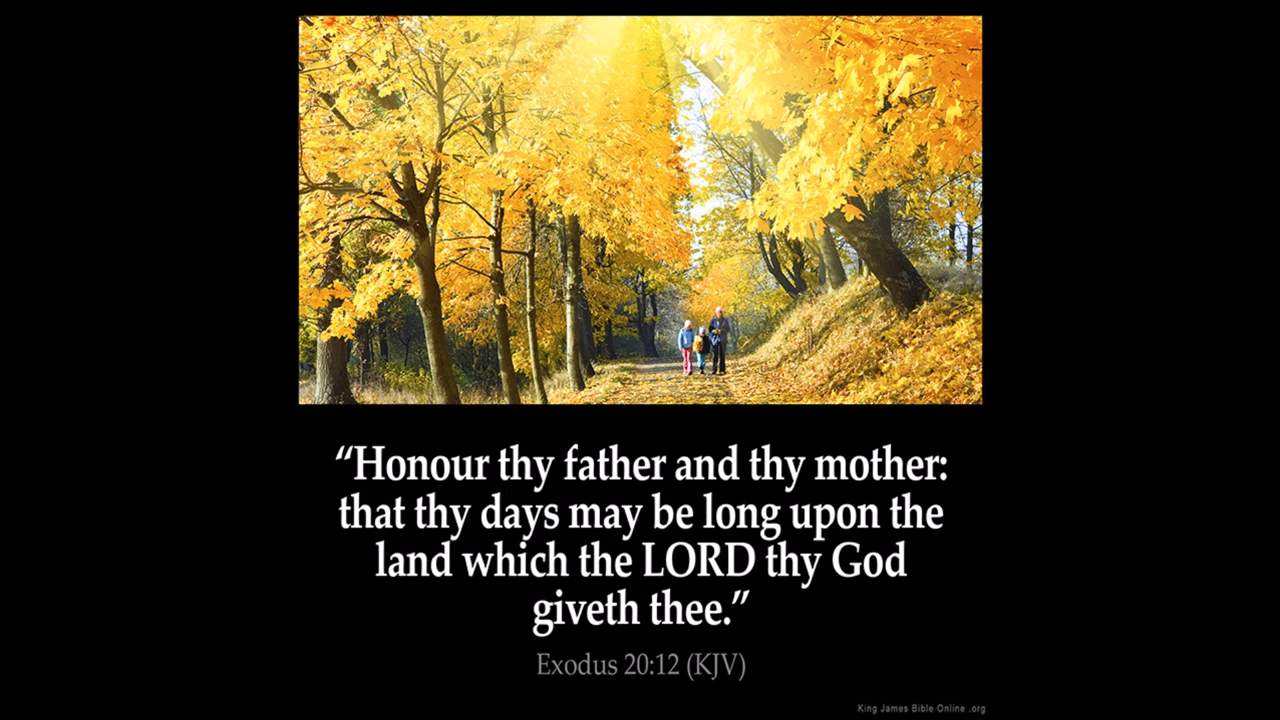 “Honour thy father and thy mother:
that thy days may be long upon the
land which the LORD thy God
giveth thee.”
Exodus 20:12 (KJV)
King James Bible Online .org